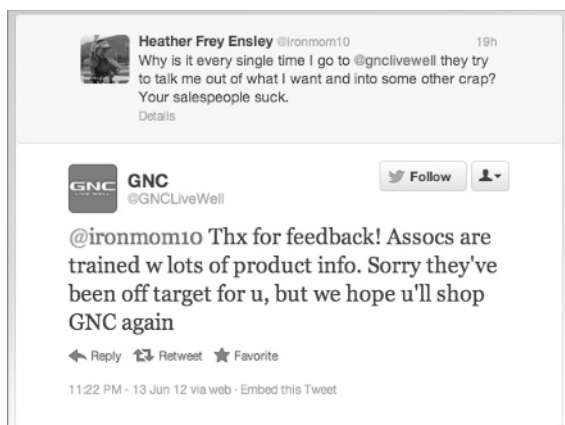 Heather Frey Ensley @ironmom10 19h
Why is it every single time I go to @gnclivewell they try
to talk me out of what I want and into some other crap?
Your salespeople suck.
Details
GNC
LIVE WELL
GNC
@GNCLiveWell
Follow
@ironmom10 Thx for feedback! Assocs are
trained w lots of product info. Sorry they've
been off target for u, but we hope u'll shop
GNC again
Reply Retweet Favorite
11:22 PM - 13 Jun 12 via web · Embed this Tweet